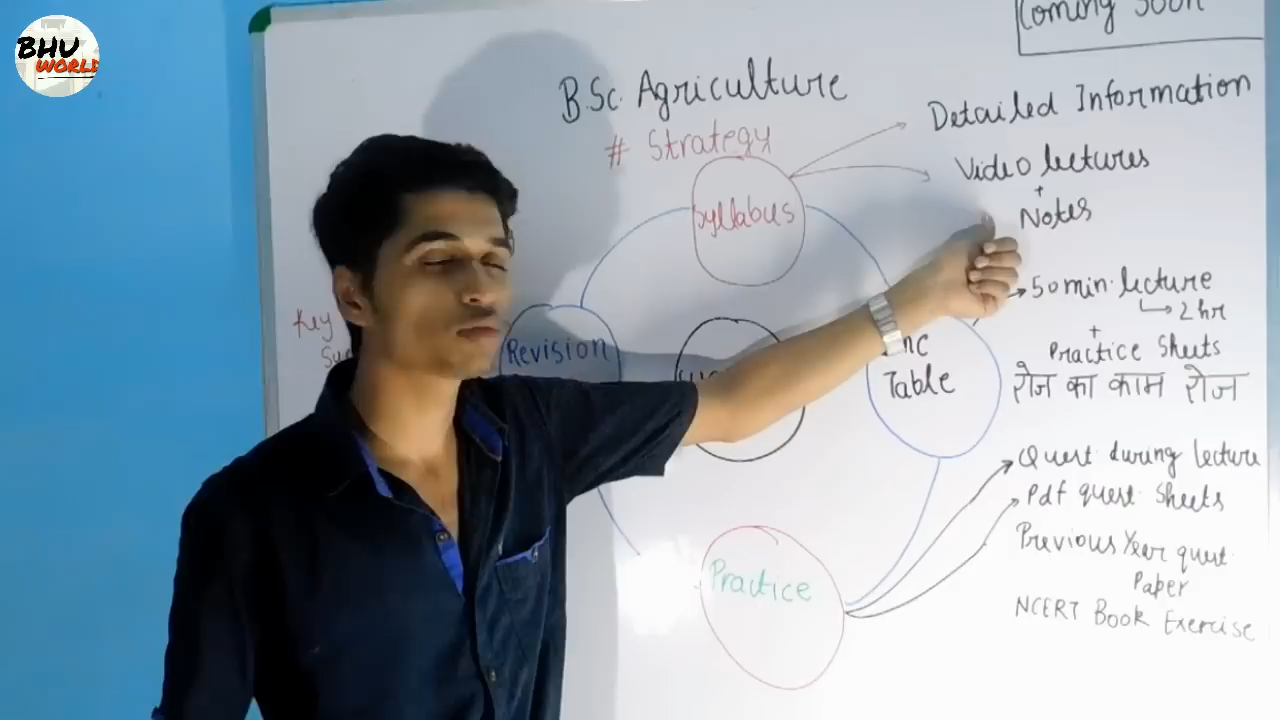 BHU
WORLD
Coming Soon
B.Sc. Agriculture
# Strategy
Syllabus
Detailed Information
Video lectures
+
Notes
Key
Revision
Table
50 min. lecture
2 hr
+
Practice Sheets
रोज का काम रोज
Quest. during lecture
Pdf quest. Sheets
Previous Year quest.
Paper
NCERT Book Exercise
Practice